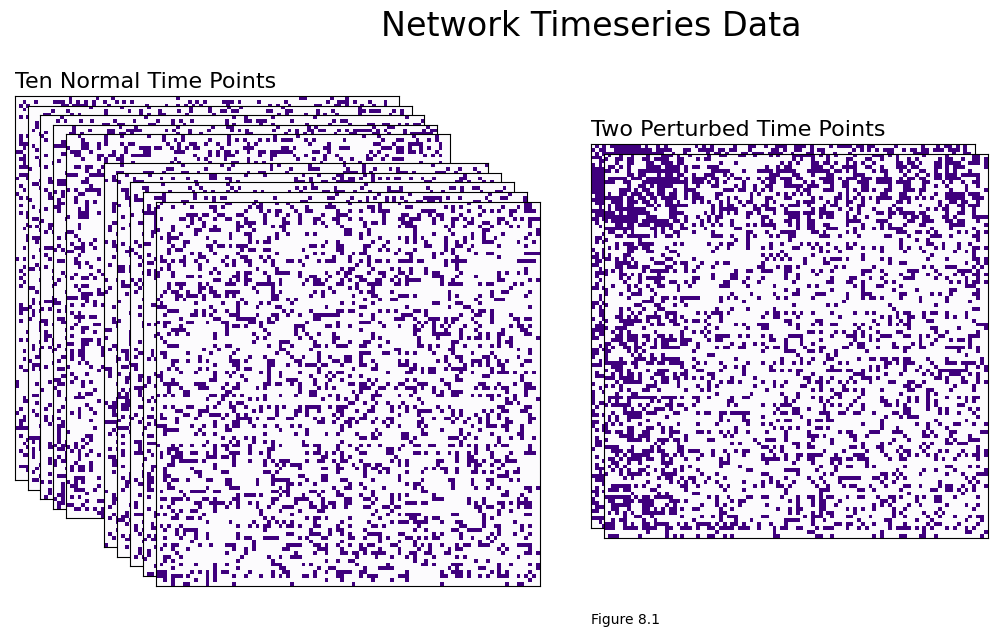 Network Timeseries Data
Ten Normal Time Points
Two Perturbed Time Points
Figure 8.1